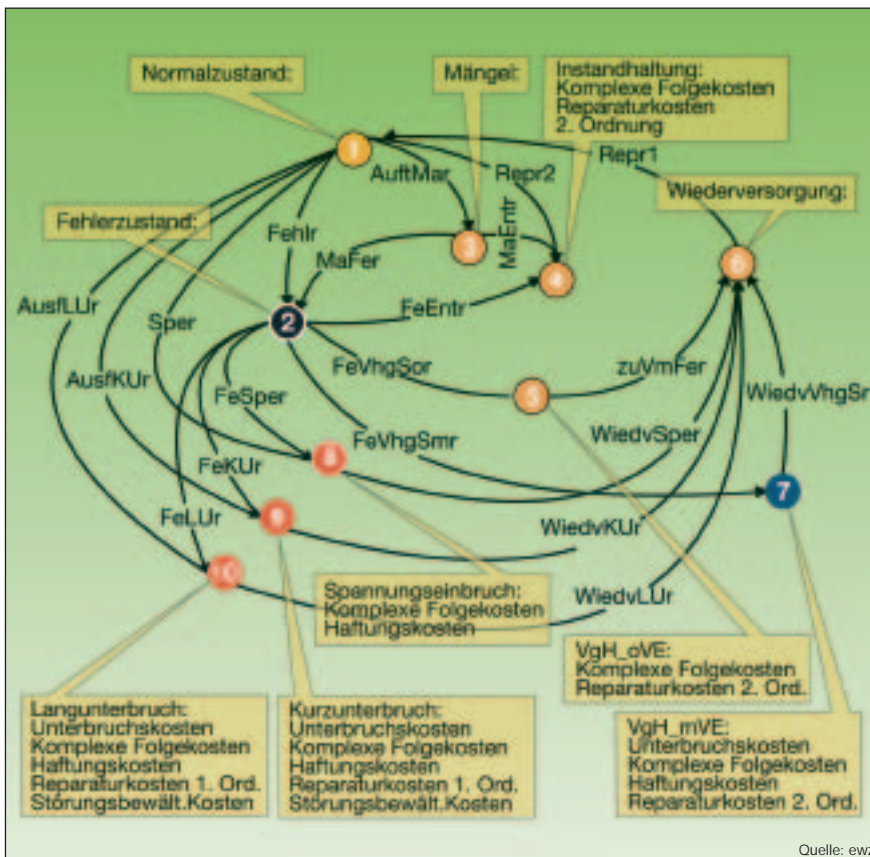 Normalzustand:
Mängel:
Instandhaltung:
Komplexe Folgekosten
Reparaturkosten
2. Ordnung
1
AuftMar
Repr2
Repr1
Wiederversorgung:
Fehlerzustand:
Fehlr
MaFer
3
MaEntr
4
6
AusfLUr
Sper
2
FeEntr
AusfKUr
FeSper
FeVhgSor
5
zuVmFer
WiedvVhgSr
FeVhgSmr
WiedvSper
FeKUr
8
7
FeLUr
9
WiedvKUr
10
Spannungseinbruch:
Komplexe Folgekosten
Haftungskosten
WiedvLUr
VgH_oVE:
Komplexe Folgekosten
Reparaturkosten 2. Ord.
Langunterbruch:
Unterbruchskosten
Komplexe Folgekosten
Haftungskosten
Reparaturkosten 1. Ord.
Störungsbewält.Kosten
Kurzunterbruch:
Unterbruchskosten
Komplexe Folgekosten
Haftungskosten
Reparaturkosten 1. Ord.
Störungsbewält.Kosten
VgH_mVE:
Unterbruchskosten
Komplexe Folgekosten
Haftungskosten
Reparaturkosten 2. Ord.
Quelle: ewz